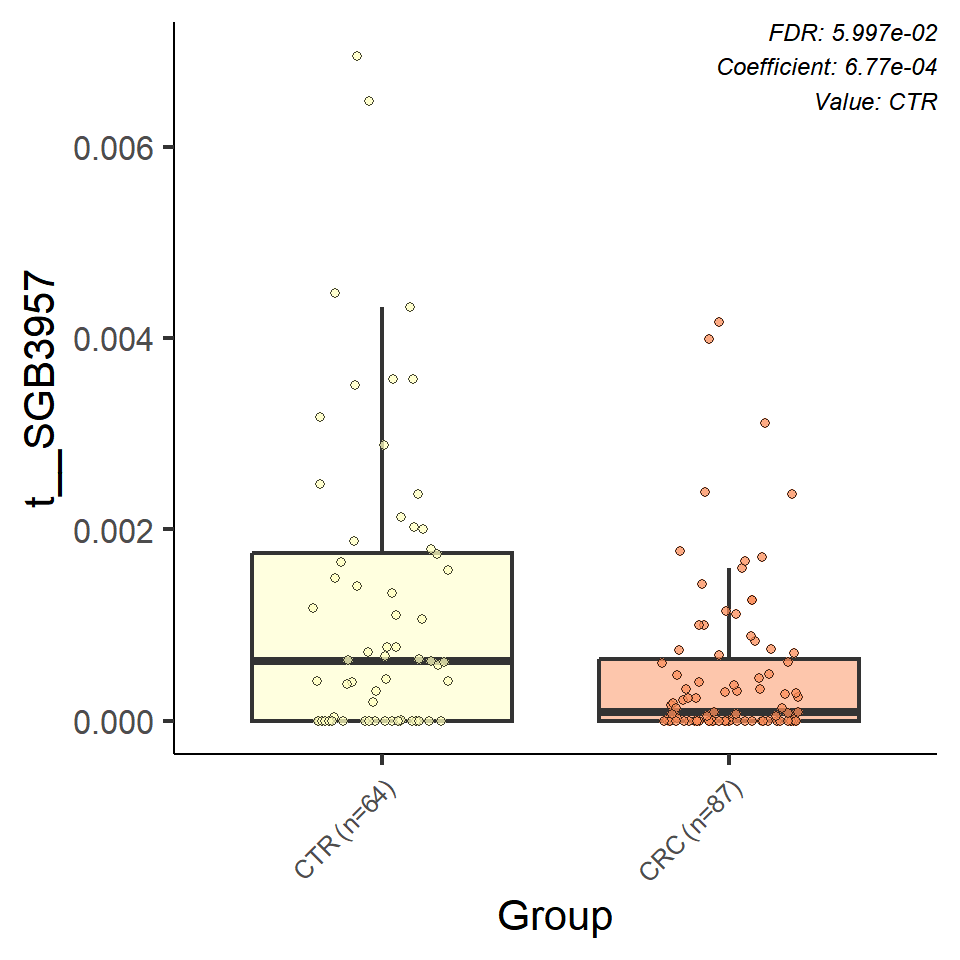 FDR: 5.997e-02
Coefficient: 6.77e-04
Value: CTR
t__SGB3957
0.006
0.004
0.002
0.000
CTR (n=64)
CRC (n=87)
Group